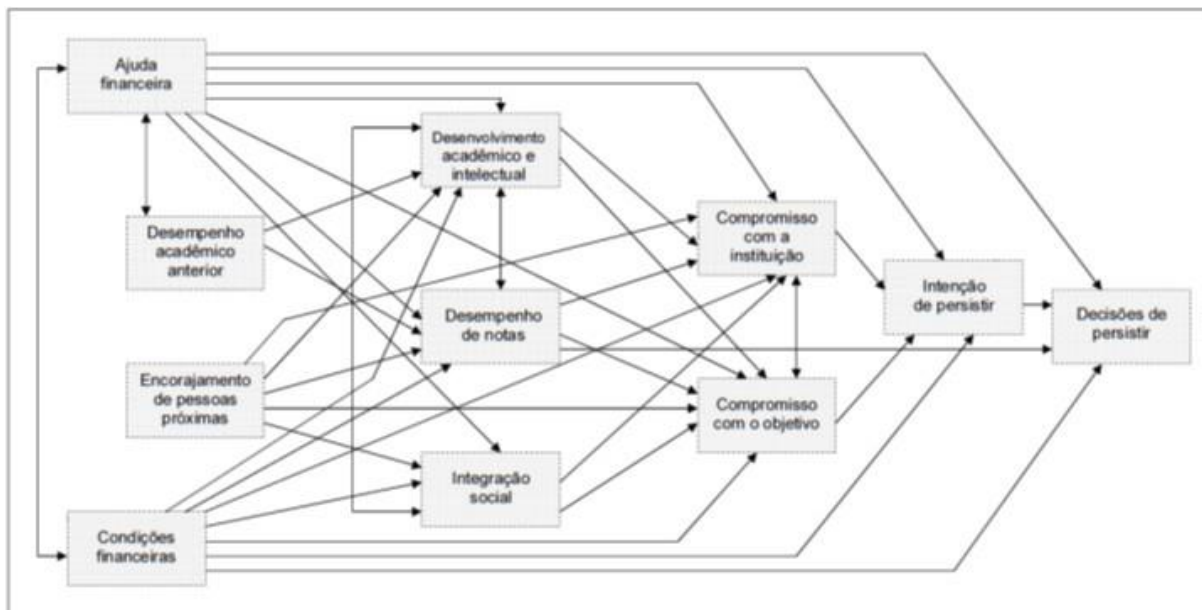 Ajuda
financeira
Desenvolvimento
acadêmico e
intelectual
Desempenho
acadêmico
anterior
Compromisso
com a
instituição
Intenção
de persistir
Decisões de
persistir
Desempenho
de notas
Encorajamento
de pessoas
próximas
Compromisso
com o objetivo
Integração
social
Condições
financeiras